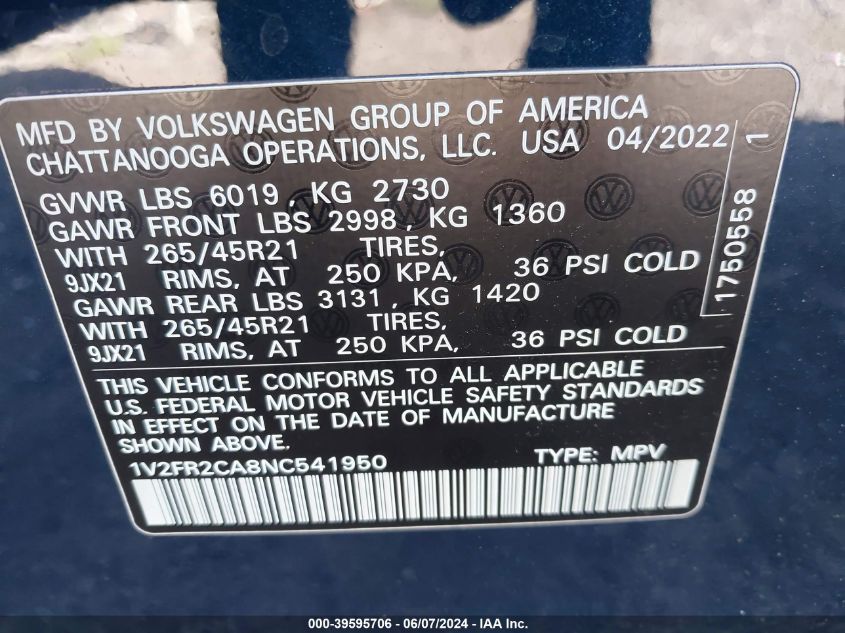 MFD BY VOLKSWAGEN GROUP OF AMERICA
CHATTANOOGA OPERATIONS, LLC. USA 04/2022
GVWR LBS 6019, KG 2730
GAWR FRONT LBS 2998, KG 1360
WITH 265/45R21 TIRES,
9JX21 RIMS, AT 250 KPA, 36 PSI COLD
GAWR REAR LBS 3131, KG 1420
WITH 265/45R21 TIRES,
9JX21 RIMS, AT 250 KPA, 36 PSI COLD
1750558 1
THIS VEHICLE CONFORMS TO ALL APPLICABLE
U.S. FEDERAL MOTOR VEHICLE SAFETY STANDARDS
IN EFFECT ON THE DATE OF MANUFACTURE
SHOWN ABOVE.
1V2FR2CA8NC541950 TYPE: MPV
000-39595706 - 06/07/2024 - IAA Inc.